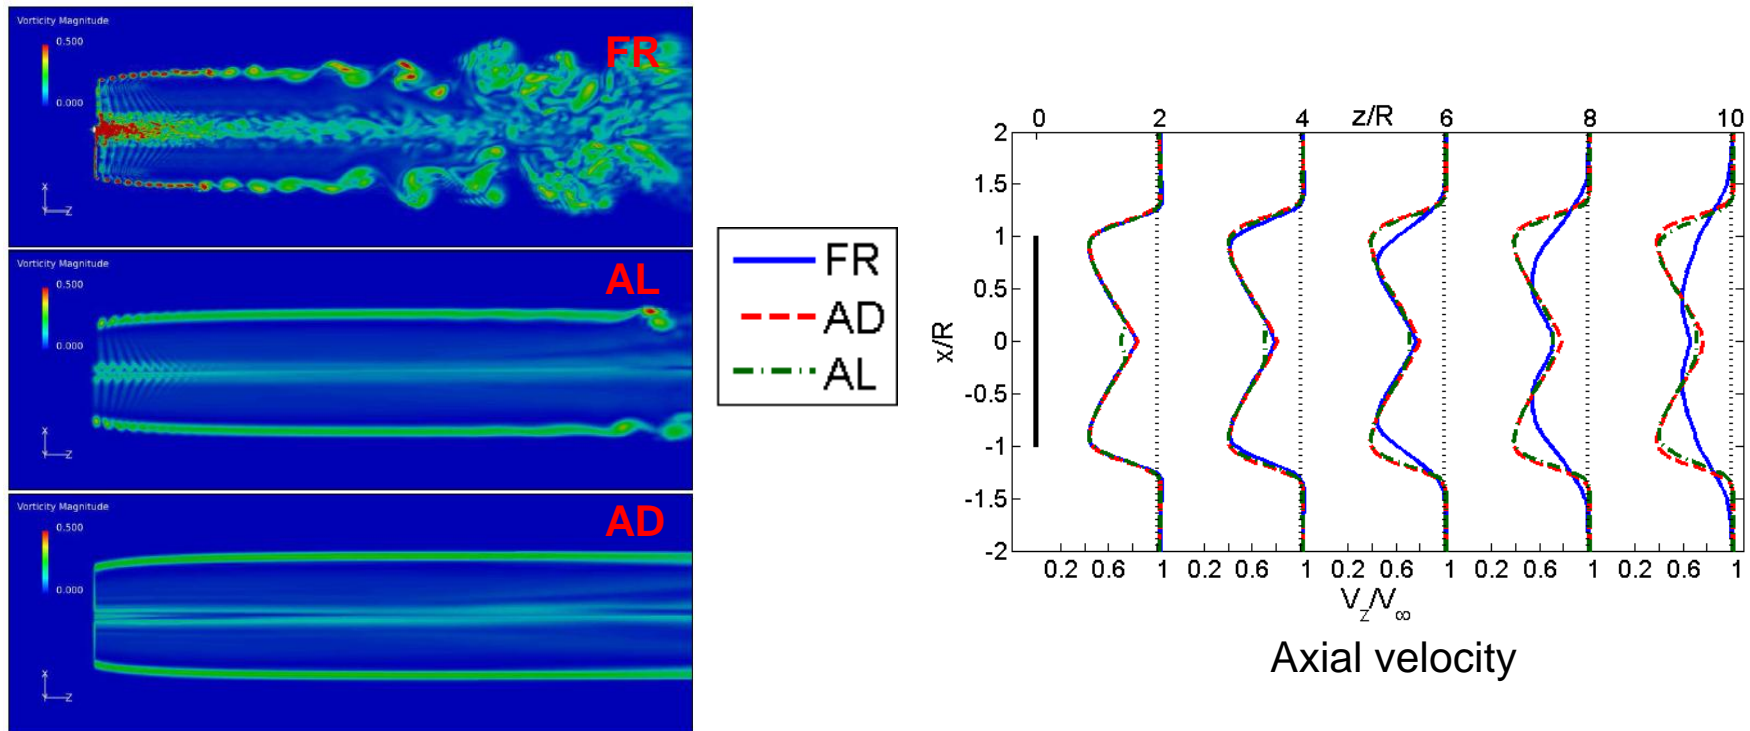 Vorticity Magnitude
0.500
0.000
FR
X
Z
Vorticity Magnitude
0.500
0.000
AL
X
Z
Vorticity Magnitude
0.500
0.000
AD
X
Z
FR
AD
AL
0 2 4 z/R 6 8 10
2
1.5
1
0.5
0
-0.5
-1
-1.5
-2
x/R
0.2 0.6 1 0.2 0.6 1 0.2 0.6 1 0.2 0.6 1 0.2 0.6 1
V_z/V_∞
Axial velocity